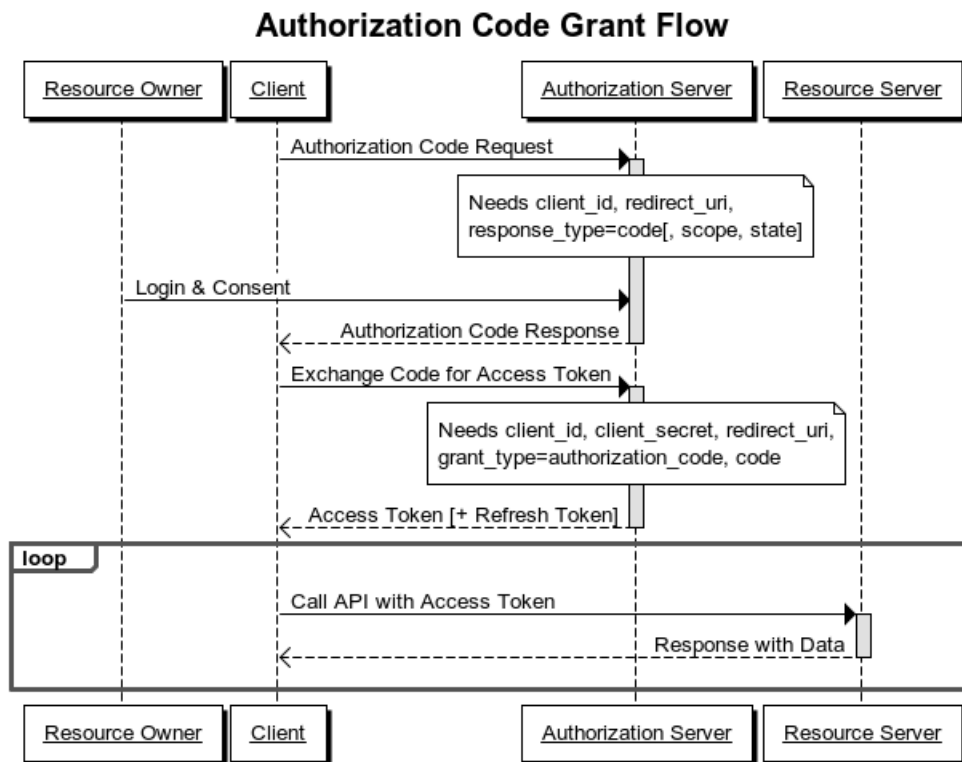 Authorization Code Grant Flow
Resource Owner
Client
Authorization Server
Resource Server
Authorization Code Request
Needs client_id, redirect_uri,
response_type=code[, scope, state]
Login & Consent
Authorization Code Response
Exchange Code for Access Token
Needs client_id, client_secret, redirect_uri,
grant_type=authorization_code, code
Access Token [+ Refresh Token]
loop
Call API with Access Token
Response with Data
Resource Owner
Client
Authorization Server
Resource Server